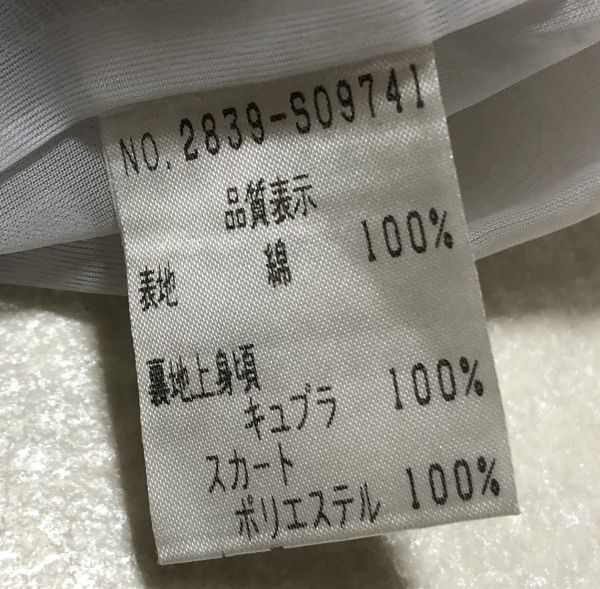 NO.2839-S09741
品質表示
表地 綿 100%
裏地上身頃
キュプラ 100%
スカート
ポリエステル 100%